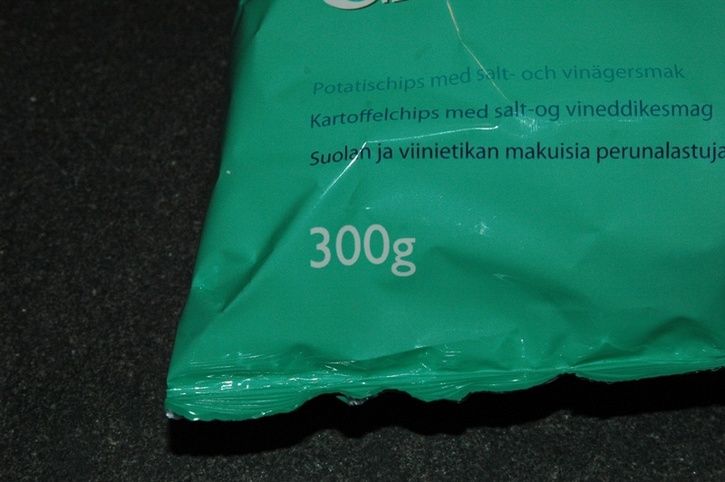 Potatischips med salt- och vinägersmak
Kartoffelchips med salt-og vineddikesmag
Suolan ja viinietikan makuisia perunalastuja
300g